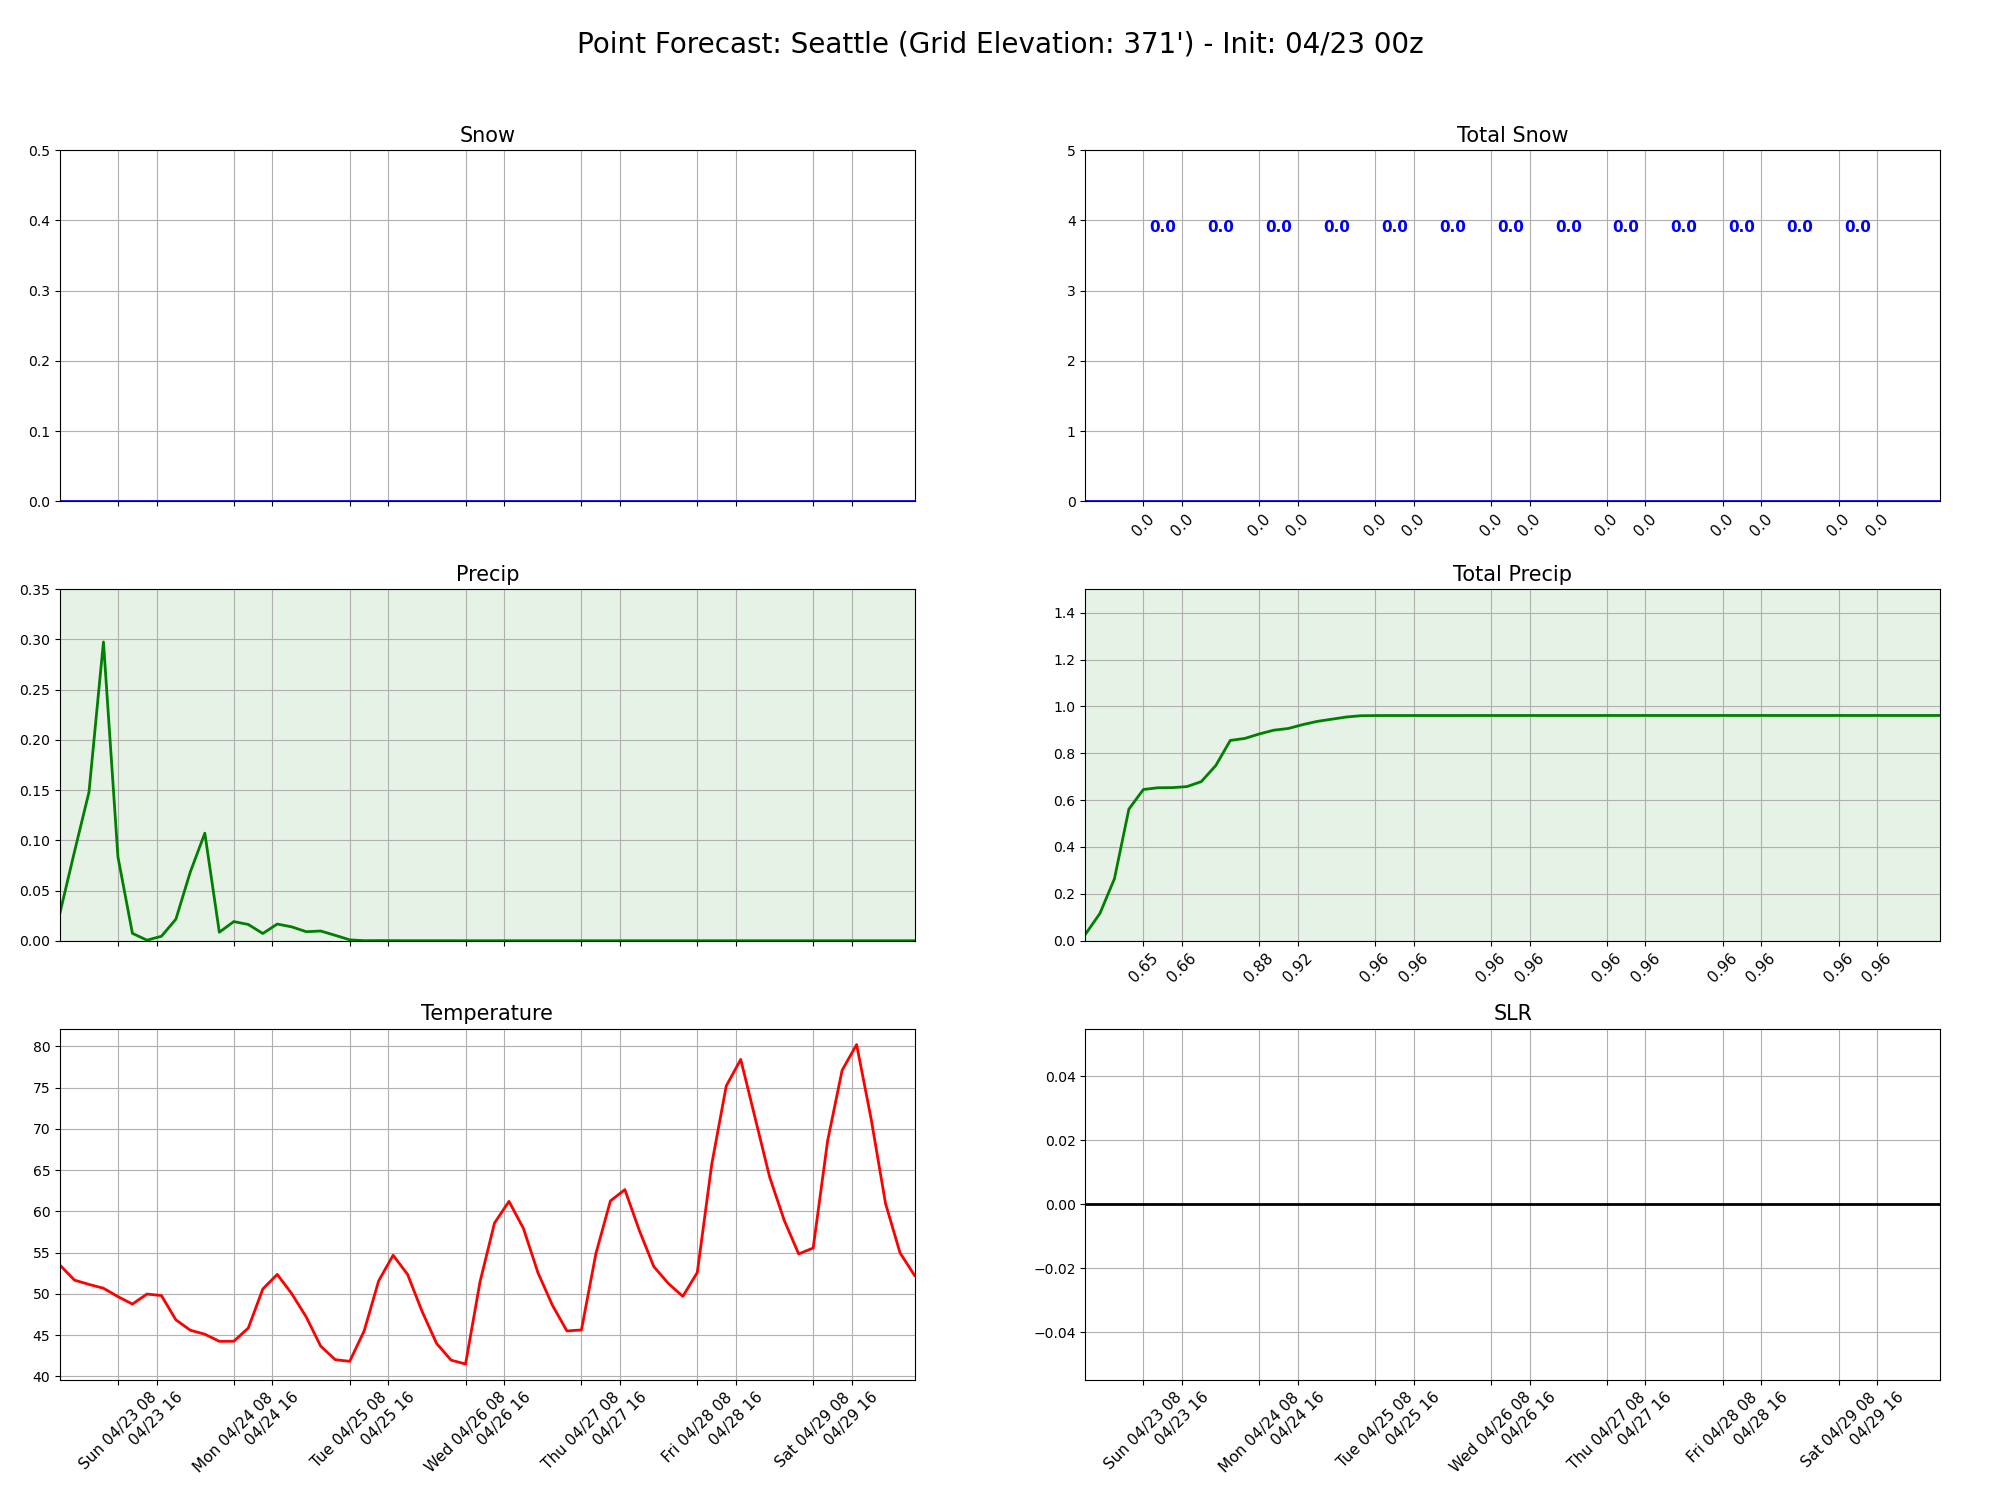 Point Forecast: Seattle (Grid Elevation: 371') - Init: 04/23 00z
Snow
0.5
0.4
0.3
0.2
0.1
0.0
Total Snow
5
4
3
2
1
0
0.0 0.0 0.0 0.0 0.0 0.0 0.0 0.0 0.0 0.0 0.0 0.0 0.0
0.0 0.0 0.0 0.0 0.0 0.0 0.0 0.0 0.0 0.0 0.0 0.0 0.0 0.0
Precip
0.35
0.30
0.25
0.20
0.15
0.10
0.05
0.00
Total Precip
1.4
1.2
1.0
0.8
0.6
0.4
0.2
0.0
0.65 0.66 0.88 0.92 0.96 0.96 0.96 0.96 0.96 0.96 0.96 0.96 0.96 0.96
Temperature
80
75
70
65
60
55
50
45
40
Sun 04/23 08
04/23 16
Mon 04/24 08
04/24 16
Tue 04/25 08
04/25 16
Wed 04/26 08
04/26 16
Thu 04/27 08
04/27 16
Fri 04/28 08
04/28 16
Sat 04/29 08
04/29 16
SLR
0.04
0.02
0.00
−0.02
−0.04
Sun 04/23 08
04/23 16
Mon 04/24 08
04/24 16
Tue 04/25 08
04/25 16
Wed 04/26 08
04/26 16
Thu 04/27 08
04/27 16
Fri 04/28 08
04/28 16
Sat 04/29 08
04/29 16